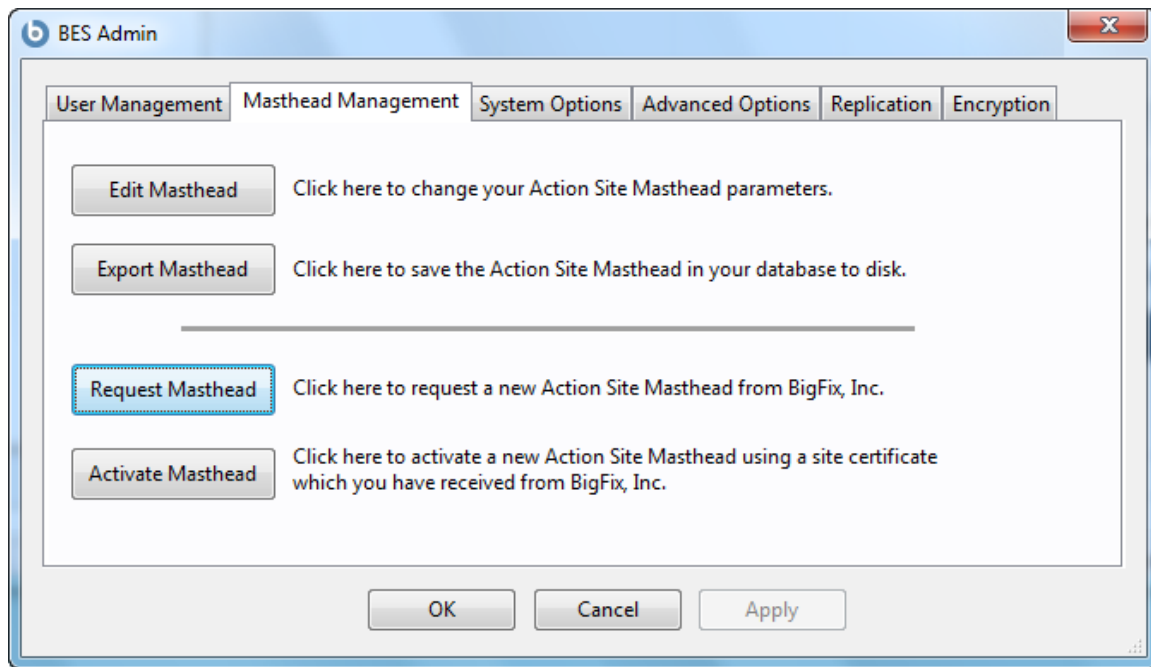 BES Admin
User Management Masthead Management System Options Advanced Options Replication Encryption
Edit Masthead Click here to change your Action Site Masthead parameters.
Export Masthead Click here to save the Action Site Masthead in your database to disk.
Request Masthead Click here to request a new Action Site Masthead from BigFix, Inc.
Activate Masthead Click here to activate a new Action Site Masthead using a site certificate
which you have received from BigFix, Inc.
OK Cancel Apply